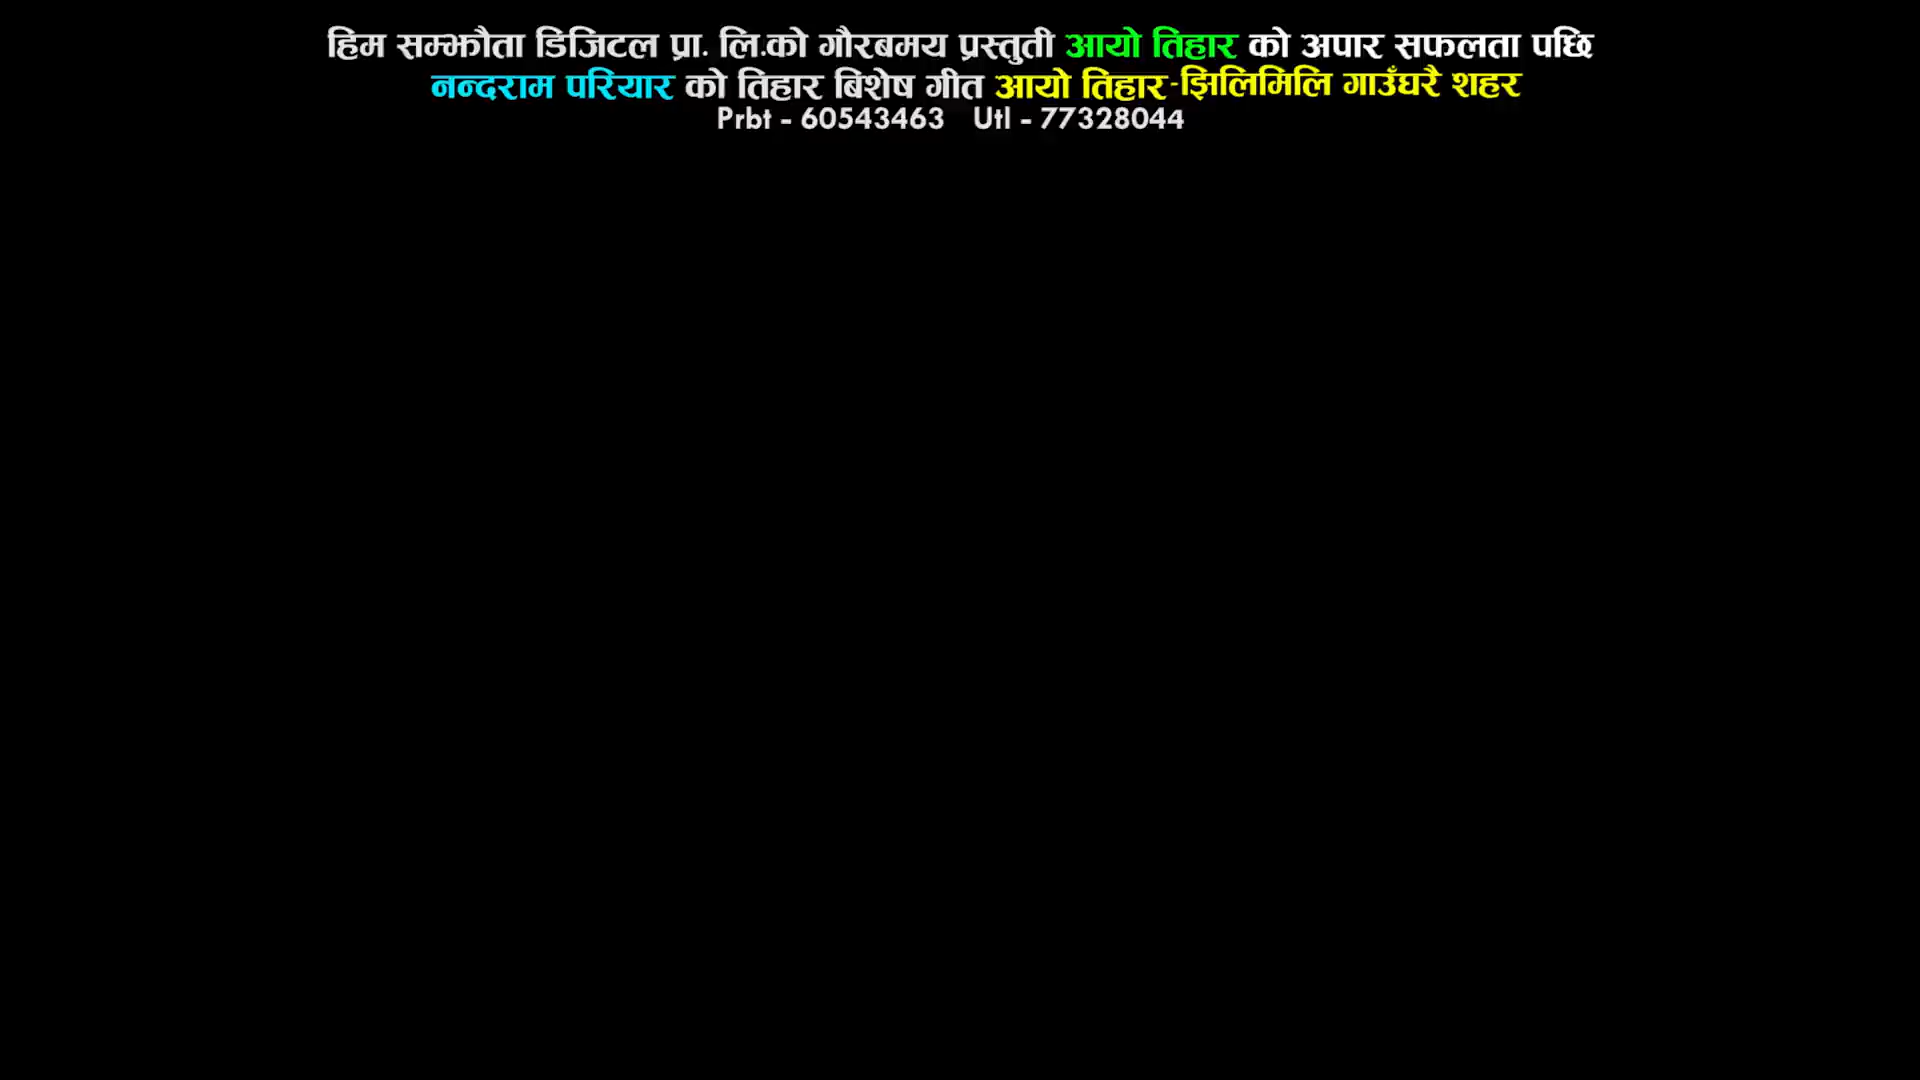 हिम सम्झौता डिजिटल प्रा. लि.को गौरबमय प्रस्तुती आयो तिहार को अपार सफलता पछि
नन्दराम परियार को तिहार बिशेष गीत आयो तिहार-झिलिमिलि गाउँघरै शहर
Prbt - 60543463 Utl - 77328044